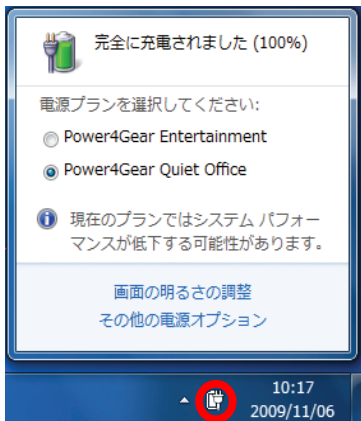 完全に充電されました (100%)
電源プランを選択してください:
Power4Gear Entertainment
Power4Gear Quiet Office
現在のプランではシステム パフォー
マンスが低下する可能性があります。
画面の明るさの調整
その他の電源オプション
10:17
2009/11/06